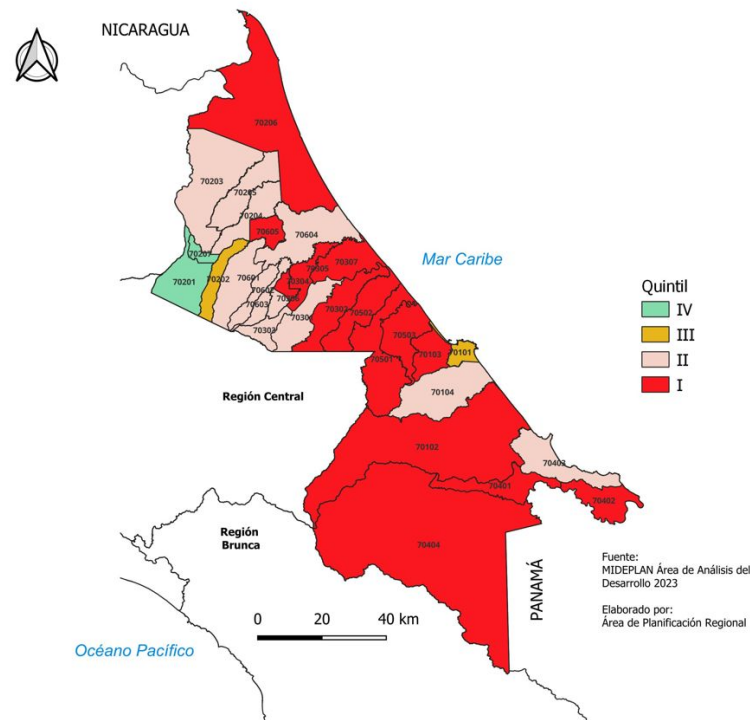 NICARAGUA
70206
70203
70205
70204
70605
70604
Mar Caribe
70207
70201
70202
70601
70602
70603
70305
70307
70304
70306
70301
70303
70302
70502
70503
70103
70101
70501
70104
Quintil
IV
III
II
I
Región Central
70102
70403
70401
70402
Región
Brunca
70404
PANAMÁ
Fuente:
MIDEPLAN Área de Análisis del
Desarrollo 2023
Elaborado por:
Área de Planificación Regional
0 20 40 km
Océano Pacífico